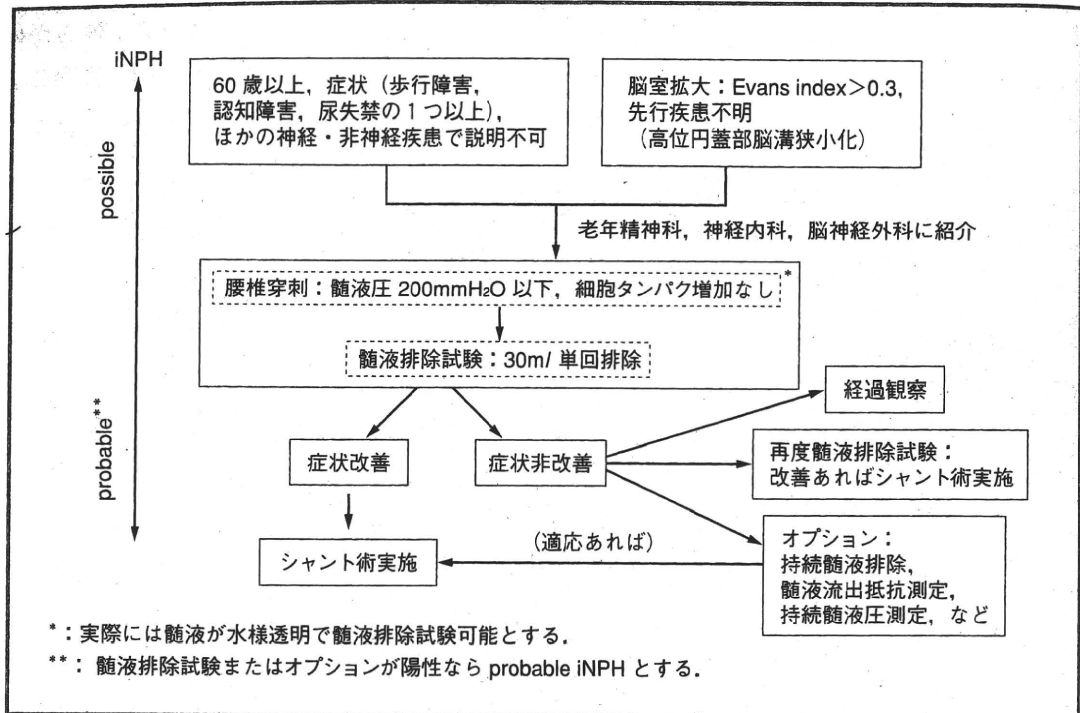 iNPH
possible
probable**
60 歳以上，症状（歩行障害，
認知障害，尿失禁の 1 つ以上），
ほかの神経・非神経疾患で説明不可
脳室拡大：Evans index＞0.3，
先行疾患不明
（高位円蓋部脳溝狭小化）
老年精神科，神経内科，脳神経外科に紹介
腰椎穿刺：髄液圧 200mmH₂O 以下，細胞タンパク増加なし*
髄液排除試験：30ml 単回排除
症状改善
症状非改善
経過観察
再度髄液排除試験：
改善あればシャント術実施
シャント術実施
（適応あれば）
オプション：
持続髄液排除，
髄液流出抵抗測定，
持続髄液圧測定，など
*：実際には髄液が水様透明で髄液排除試験可能とする．
**：髄液排除試験またはオプションが陽性なら probable iNPH とする．